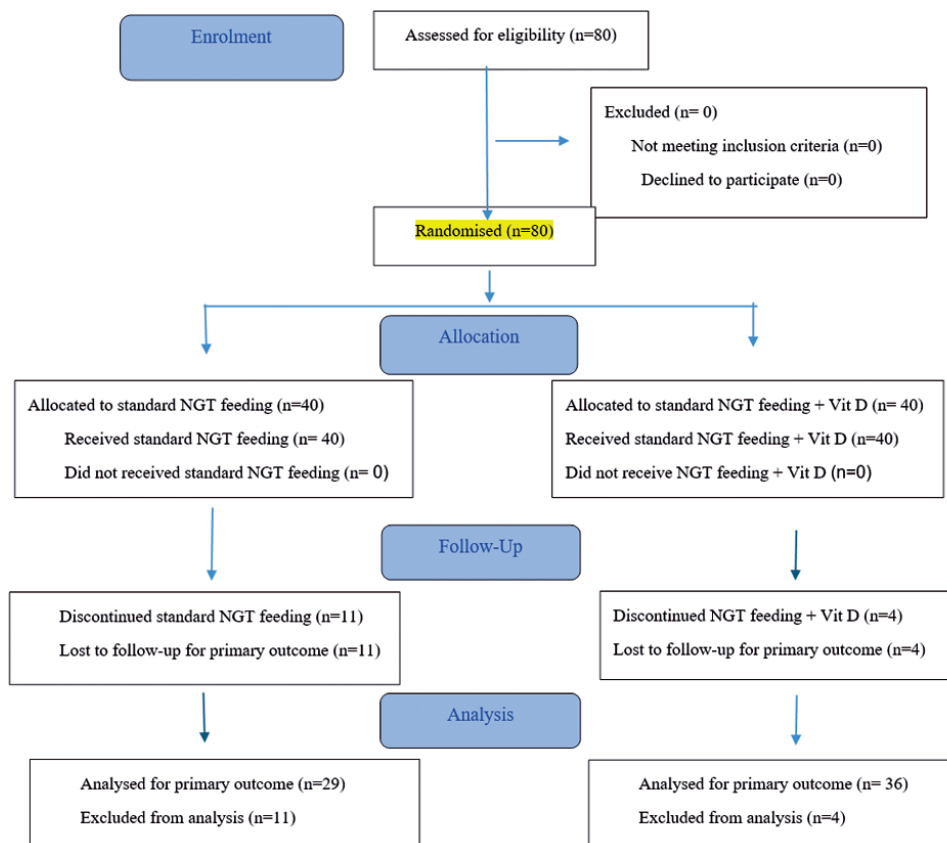 Enrolment
Assessed for eligibility (n=80)
Excluded (n= 0)
Not meeting inclusion criteria (n=0)
Declined to participate (n=0)
Randomised (n=80)
Allocation
Allocated to standard NGT feeding (n=40)
Received standard NGT feeding (n= 40)
Did not received standard NGT feeding (n= 0)
Allocated to standard NGT feeding + Vit D (n= 40)
Received standard NGT feeding + Vit D (n=40)
Did not receive NGT feeding + Vit D (n=0)
Follow-Up
Discontinued standard NGT feeding (n=11)
Lost to follow-up for primary outcome (n=11)
Discontinued NGT feeding + Vit D (n=4)
Lost to follow-up for primary outcome (n=4)
Analysis
Analysed for primary outcome (n=29)
Excluded from analysis (n=11)
Analysed for primary outcome (n= 36)
Excluded from analysis (n=4)